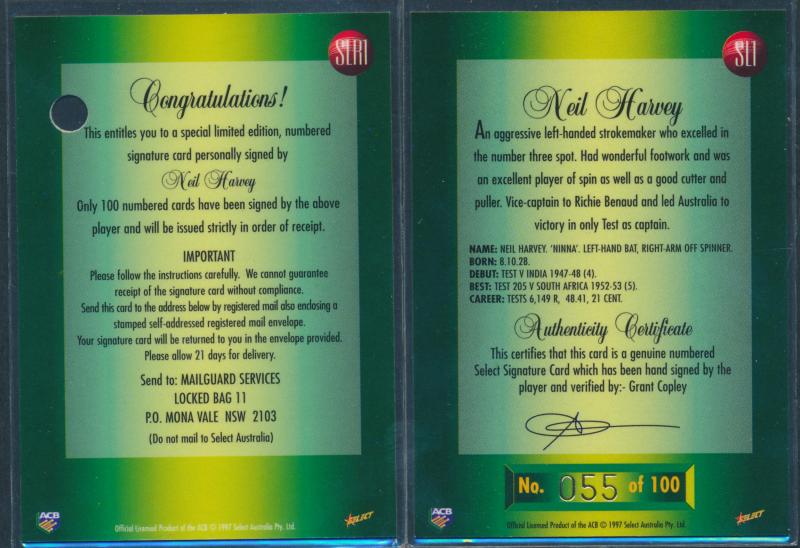 SLR1
Congratulations!
This entitles you to a special limited edition, numbered
signature card personally signed by
Neil Harvey
Only 100 numbered cards have been signed by the above
player and will be issued strictly in order of receipt.
IMPORTANT
Please follow the instructions carefully. We cannot guarantee
receipt of the signature card without compliance.
Send this card to the address below by registered mail also enclosing a
stamped self-addressed registered mail envelope.
Your signature card will be returned to you in the envelope provided.
Please allow 21 days for delivery.
Send to: MAILGUARD SERVICES
LOCKED BAG 11
P.O. MONA VALE NSW 2103
(Do not mail to Select Australia)
ACB
Official Licensed Product of the ACB © 1997 Select Australia Pty. Ltd.
SELECT
SL1
Neil Harvey
An aggressive left-handed strokemaker who excelled in
the number three spot. Had wonderful footwork and was
an excellent player of spin as well as a good cutter and
puller. Vice-captain to Richie Benaud and led Australia to
victory in only Test as captain.
NAME: NEIL HARVEY. 'NINNA'. LEFT-HAND BAT, RIGHT-ARM OFF SPINNER.
BORN: 8.10.28.
DEBUT: TEST V INDIA 1947-48 (4).
BEST: TEST 205 V SOUTH AFRICA 1952-53 (5).
CAREER: TESTS 6,149 R, 48.41, 21 CENT.
Authenticity Certificate
This certifies that this card is a genuine numbered
Select Signature Card which has been hand signed by the
player and verified by:- Grant Copley
No. 055 of 100
ACB
Official Licensed Product of the ACB © 1997 Select Australia Pty. Ltd.
SELECT